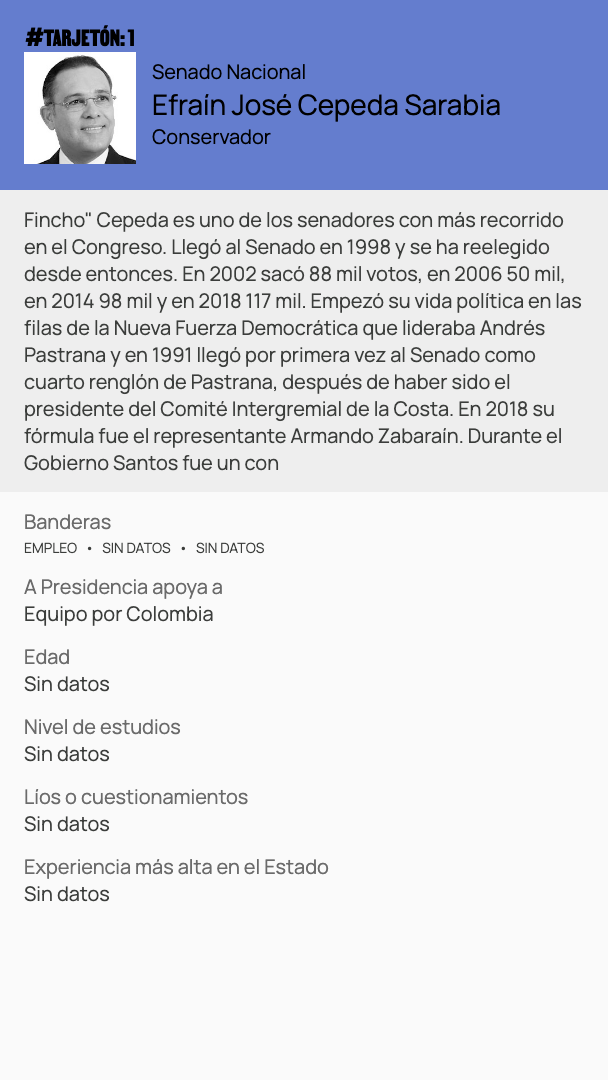 #TARJETÓN: 1
Senado Nacional
Efraín José Cepeda Sarabia
Conservador
Fincho" Cepeda es uno de los senadores con más recorrido
en el Congreso. Llegó al Senado en 1998 y se ha reelegido
desde entonces. En 2002 sacó 88 mil votos, en 2006 50 mil,
en 2014 98 mil y en 2018 117 mil. Empezó su vida política en las
filas de la Nueva Fuerza Democrática que lideraba Andrés
Pastrana y en 1991 llegó por primera vez al Senado como
cuarto renglón de Pastrana, después de haber sido el
presidente del Comité Intergremial de la Costa. En 2018 su
fórmula fue el representante Armando Zabaraín. Durante el
Gobierno Santos fue un con
Banderas
EMPLEO • SIN DATOS • SIN DATOS
A Presidencia apoya a
Equipo por Colombia
Edad
Sin datos
Nivel de estudios
Sin datos
Líos o cuestionamientos
Sin datos
Experiencia más alta en el Estado
Sin datos